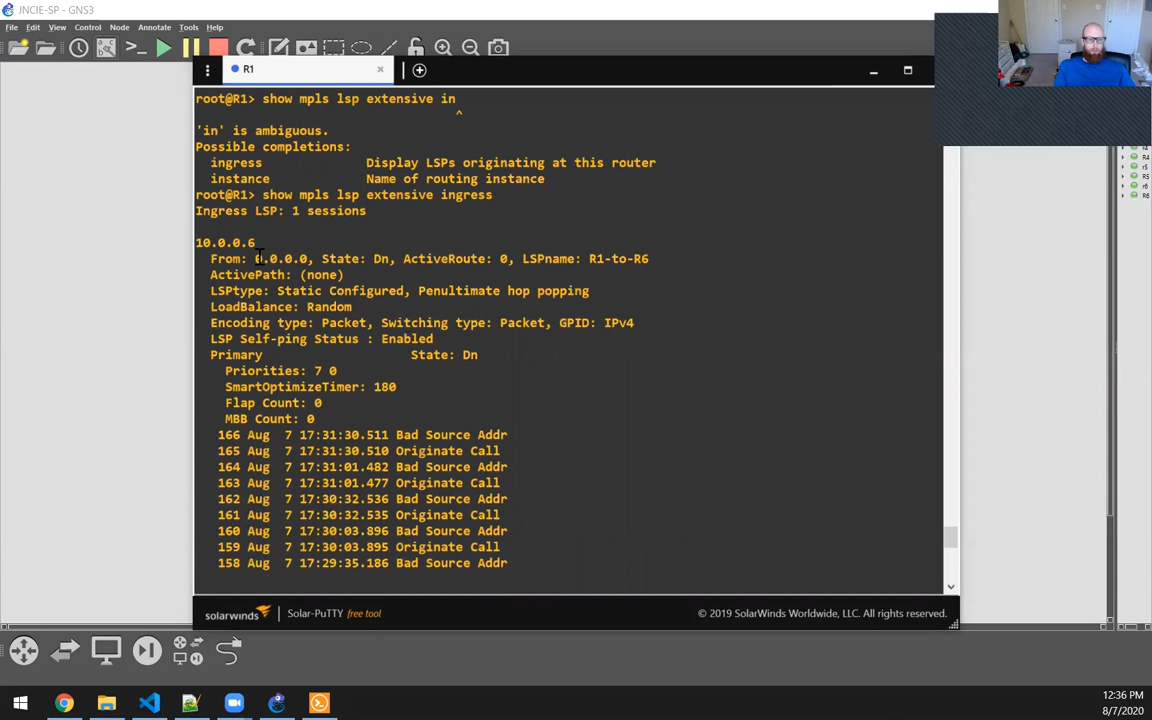 JNCIE-SP - GNS3
File Edit View Control Node Annotate Tools Help
R1
root@R1> show mpls lsp extensive in
^
'in' is ambiguous.
Possible completions:
ingress Display LSPs originating at this router
instance Name of routing instance
root@R1> show mpls lsp extensive ingress
Ingress LSP: 1 sessions
10.0.0.6
From: 0.0.0.0, State: Dn, ActiveRoute: 0, LSPname: R1-to-R6
ActivePath: (none)
LSPtype: Static Configured, Penultimate hop popping
LoadBalance: Random
Encoding type: Packet, Switching type: Packet, GPID: IPv4
LSP Self-ping Status : Enabled
Primary State: Dn
Priorities: 7 0
SmartOptimizeTimer: 180
Flap Count: 0
MBB Count: 0
166 Aug 7 17:31:30.511 Bad Source Addr
165 Aug 7 17:31:30.510 Originate Call
164 Aug 7 17:31:01.482 Bad Source Addr
163 Aug 7 17:31:01.477 Originate Call
162 Aug 7 17:30:32.536 Bad Source Addr
161 Aug 7 17:30:32.535 Originate Call
160 Aug 7 17:30:03.896 Bad Source Addr
159 Aug 7 17:30:03.895 Originate Call
158 Aug 7 17:29:35.186 Bad Source Addr
R4
r5
R5
r6
R6
solarwinds Solar-PuTTY free tool © 2019 SolarWinds Worldwide, LLC. All rights reserved.
12:36 PM
8/7/2020